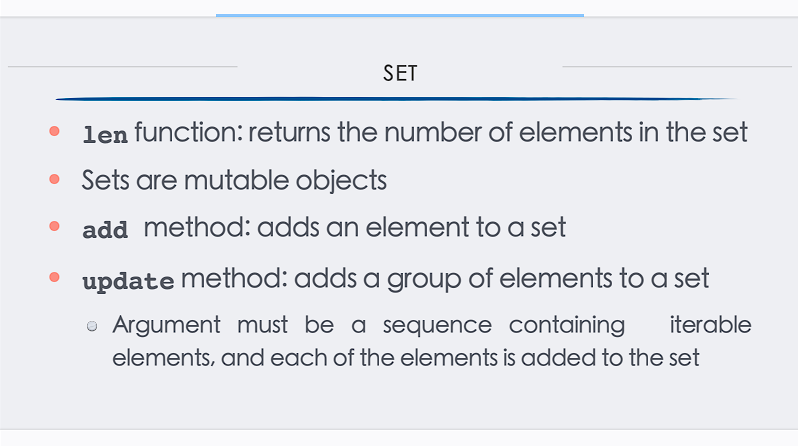 SET
len function: returns the number of elements in the set
Sets are mutable objects
add method: adds an element to a set
update method: adds a group of elements to a set
Argument must be a sequence containing iterable
elements, and each of the elements is added to the set